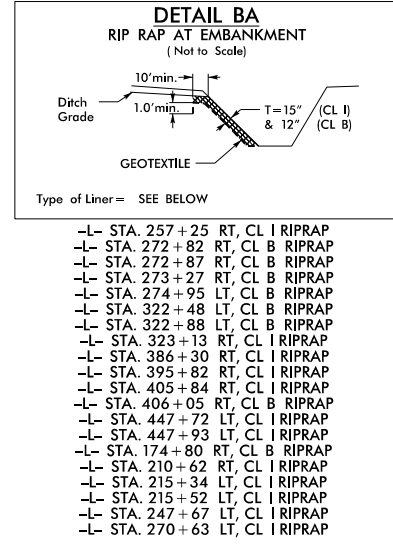 DETAIL BA
RIP RAP AT EMBANKMENT
( Not to Scale)
10'min.
Ditch
Grade
1.0'min.
T=15" (CL I)
& 12" (CL B)
GEOTEXTILE
Type of Liner= SEE BELOW
-L- STA. 257+25 RT, CL I RIPRAP
-L- STA. 272+82 RT, CL B RIPRAP
-L- STA. 272+87 RT, CL B RIPRAP
-L- STA. 273+27 RT, CL B RIPRAP
-L- STA. 274+95 LT, CL B RIPRAP
-L- STA. 322+48 LT, CL B RIPRAP
-L- STA. 322+88 LT, CL B RIPRAP
-L- STA. 323+13 RT, CL I RIPRAP
-L- STA. 386+30 RT, CL I RIPRAP
-L- STA. 395+82 RT, CL I RIPRAP
-L- STA. 405+84 RT, CL I RIPRAP
-L- STA. 406+05 RT, CL B RIPRAP
-L- STA. 447+72 LT, CL I RIPRAP
-L- STA. 447+93 LT, CL I RIPRAP
-L- STA. 174+80 RT, CL B RIPRAP
-L- STA. 210+62 RT, CL I RIPRAP
-L- STA. 215+34 LT, CL I RIPRAP
-L- STA. 215+52 LT, CL I RIPRAP
-L- STA. 247+67 LT, CL I RIPRAP
-L- STA. 270+63 LT, CL I RIPRAP